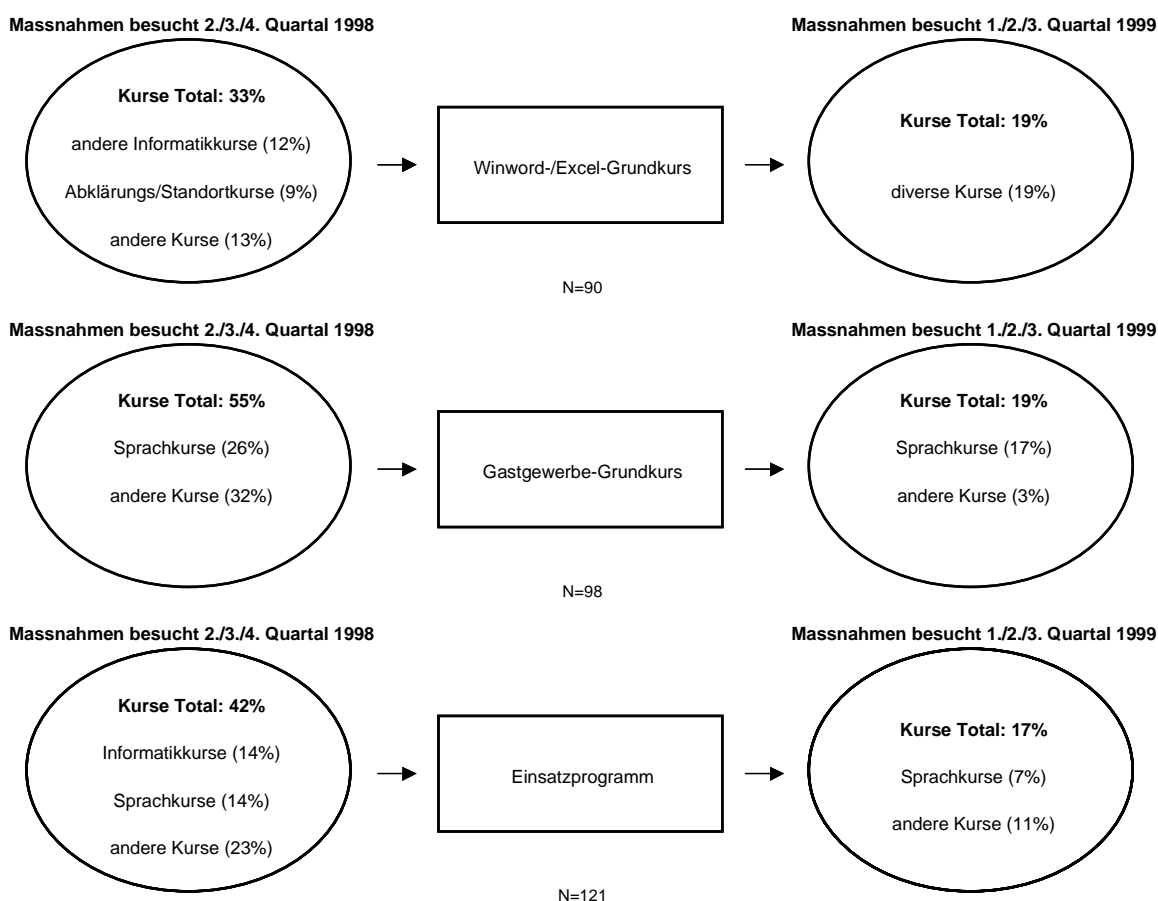 Massnahmen besucht 2./3./4. Quartal 1998
Massnahmen besucht 1./2./3. Quartal 1999
Kurse Total: 33%
andere Informatikkurse (12%)
Abklärungs/Standortkurse (9%)
andere Kurse (13%)
Winword-/Excel-Grundkurs
Kurse Total: 19%
diverse Kurse (19%)
N=90
Massnahmen besucht 2./3./4. Quartal 1998
Massnahmen besucht 1./2./3. Quartal 1999
Kurse Total: 55%
Sprachkurse (26%)
andere Kurse (32%)
Gastgewerbe-Grundkurs
Kurse Total: 19%
Sprachkurse (17%)
andere Kurse (3%)
N=98
Massnahmen besucht 2./3./4. Quartal 1998
Massnahmen besucht 1./2./3. Quartal 1999
Kurse Total: 42%
Informatikkurse (14%)
Sprachkurse (14%)
andere Kurse (23%)
Einsatzprogramm
Kurse Total: 17%
Sprachkurse (7%)
andere Kurse (11%)
N=121